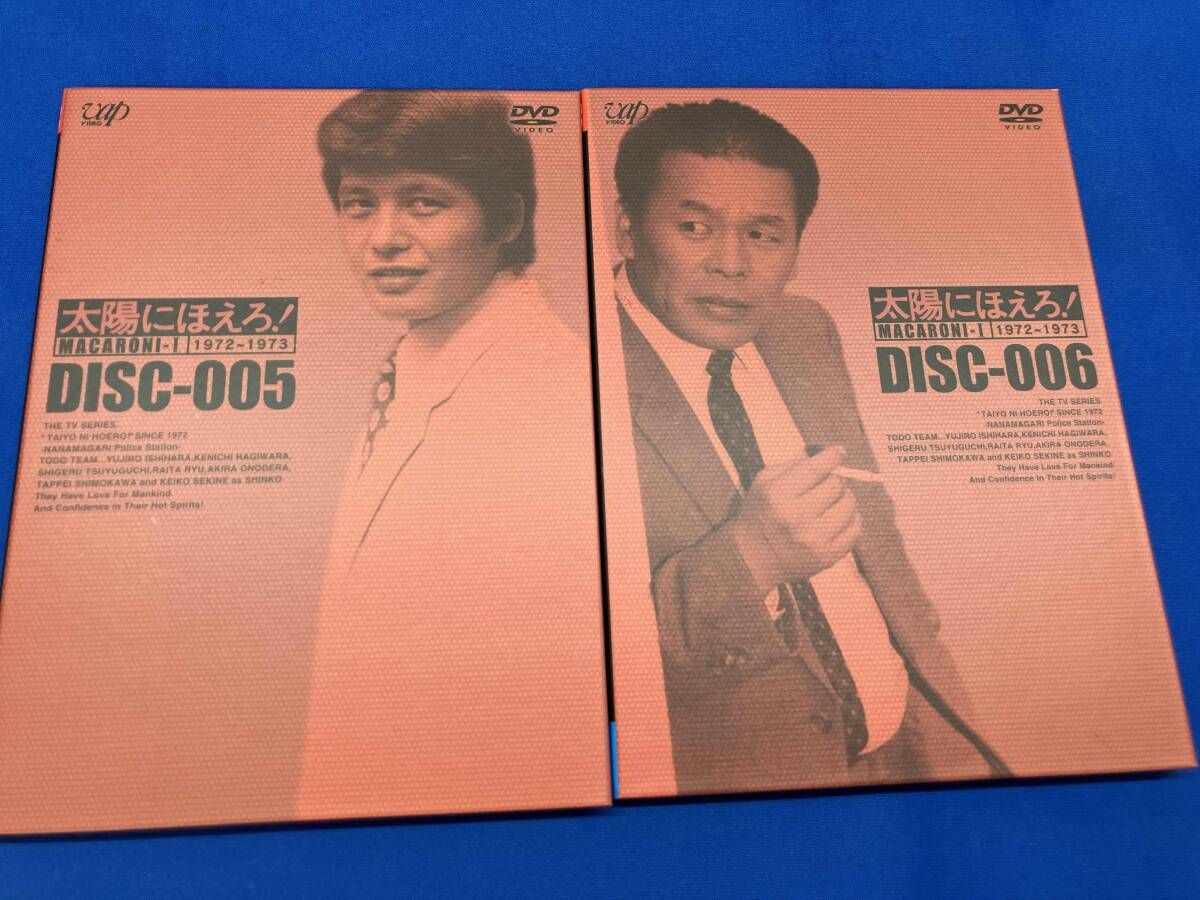 vap
VIDEO
DVD
VIDEO
太陽にほえろ!
MACARONI-I 1972~1973
DISC-005
THE TV SERIES
"TAIYO NI HOERO!" SINCE 1972
-NANAMAGARI Police Station-
TODO TEAM...YUJIRO ISHIHARA,KENICHI HAGIWARA,
SHIGERU TSUYUGUCHI,RAITA RYU,AKIRA ONODERA,
TAPPEI SHIMOKAWA and KEIKO SEKINE as SHINKO
They Have Love For Mankind
And Confidence in Their Hot Spirits!
vap
VIDEO
DVD
VIDEO
太陽にほえろ!
MACARONI-I 1972~1973
DISC-006
THE TV SERIES
"TAIYO NI HOERO!" SINCE 1972
-NANAMAGARI Police Station-
TODO TEAM...YUJIRO ISHIHARA,KENICHI HAGIWARA,
SHIGERU TSUYUGUCHI,RAITA RYU,AKIRA ONODERA,
TAPPEI SHIMOKAWA and KEIKO SEKINE as SHINKO
They Have Love For Mankind
And Confidence in Their Hot Spirits!